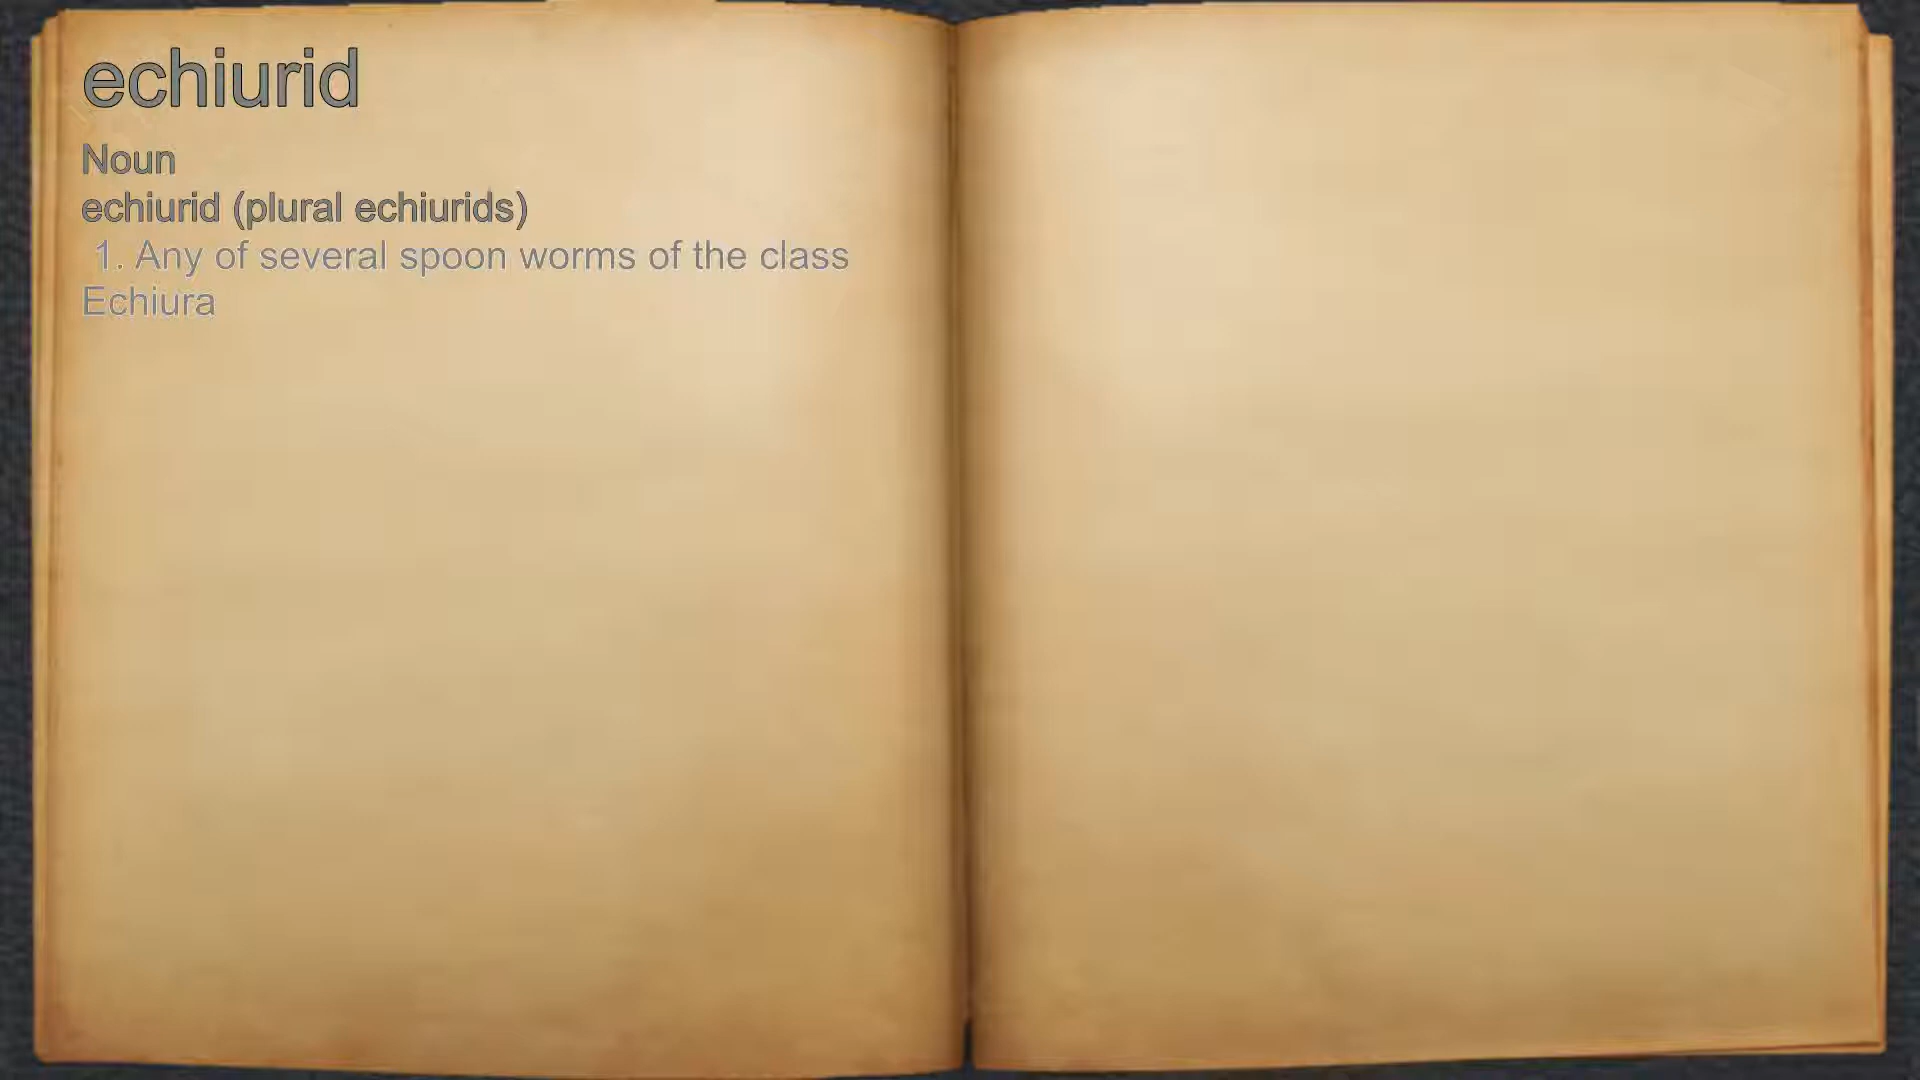 echiurid
Noun
echiurid (plural echiurids)
1. Any of several spoon worms of the class
Echiura